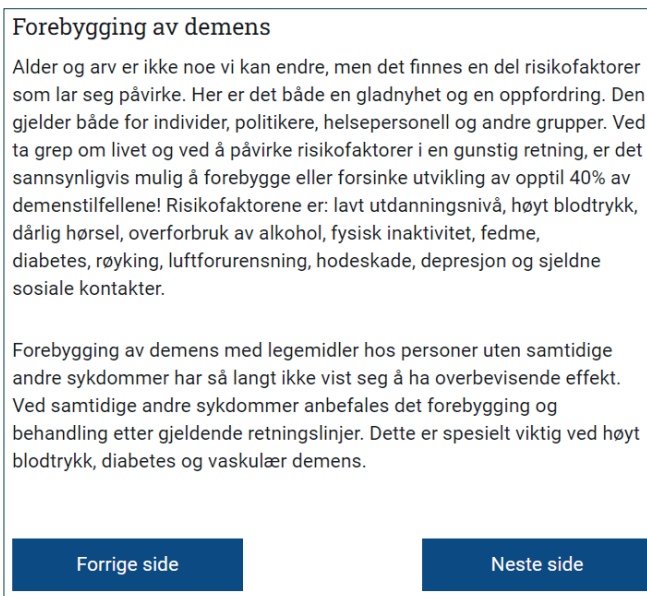 Forebygging av demens
Alder og arv er ikke noe vi kan endre, men det finnes en del risikofaktorer
som lar seg påvirke. Her er det både en gladnyhet og en oppfordring. Den
gjelder både for individer, politikere, helsepersonell og andre grupper. Ved
ta grep om livet og ved å påvirke risikofaktorer i en gunstig retning, er det
sannsynligvis mulig å forebygge eller forsinke utvikling av opptil 40% av
demenstilfellene! Risikofaktorene er: lavt utdanningsnivå, høyt blodtrykk,
dårlig hørsel, overforbruk av alkohol, fysisk inaktivitet, fedme,
diabetes, røyking, luftforurensning, hodeskade, depresjon og sjeldne
sosiale kontakter.
Forebygging av demens med legemidler hos personer uten samtidige
andre sykdommer har så langt ikke vist seg å ha overbevisende effekt.
Ved samtidige andre sykdommer anbefales det forebygging og
behandling etter gjeldende retningslinjer. Dette er spesielt viktig ved høyt
blodtrykk, diabetes og vaskulær demens.
Forrige side
Neste side